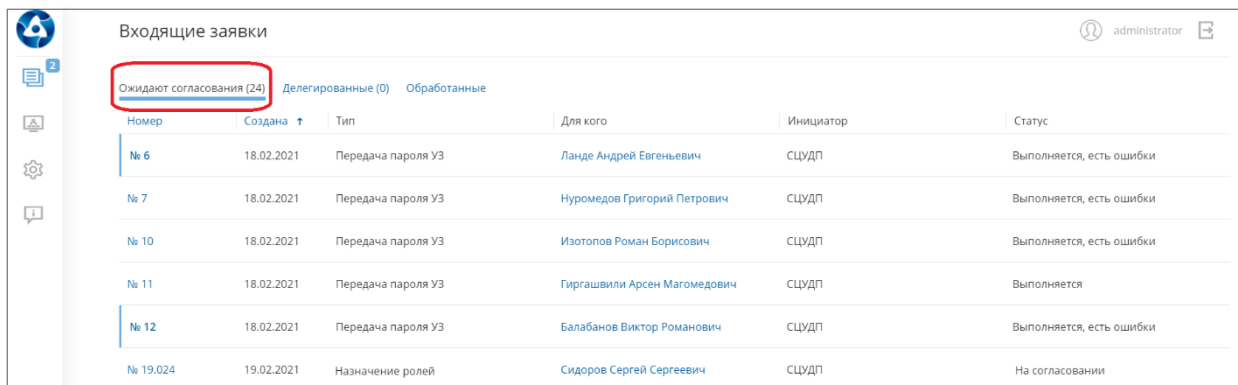 Входящие заявки administrator
2
Ожидают согласования (24) Делегированные (0) Обработанные
Номер Создана ↑ Тип Для кого Инициатор Статус
№ 6 18.02.2021 Передача пароля УЗ Ланде Андрей Евгеньевич СЦУДП Выполняется, есть ошибки
№ 7 18.02.2021 Передача пароля УЗ Нуромедов Григорий Петрович СЦУДП Выполняется, есть ошибки
№ 10 18.02.2021 Передача пароля УЗ Изотопов Роман Борисович СЦУДП Выполняется, есть ошибки
№ 11 18.02.2021 Передача пароля УЗ Гиргашвили Арсен Магомедович СЦУДП Выполняется
№ 12 18.02.2021 Передача пароля УЗ Балабанов Виктор Романович СЦУДП Выполняется, есть ошибки
№ 19.024 19.02.2021 Назначение ролей Сидоров Сергей Сергеевич СЦУДП На согласовании